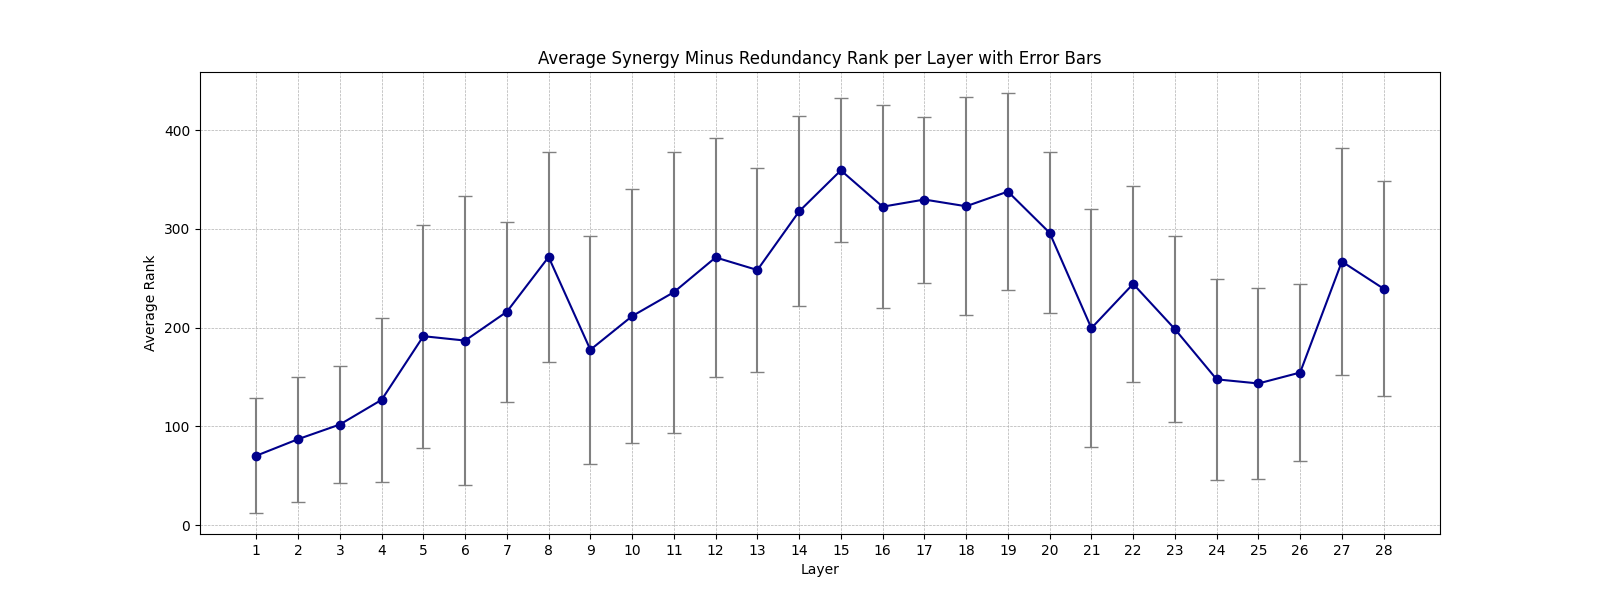 Average Synergy Minus Redundancy Rank per Layer with Error Bars
400
300
200
100
0
Average Rank
1 2 3 4 5 6 7 8 9 10 11 12 13 14 15 16 17 18 19 20 21 22 23 24 25 26 27 28
Layer